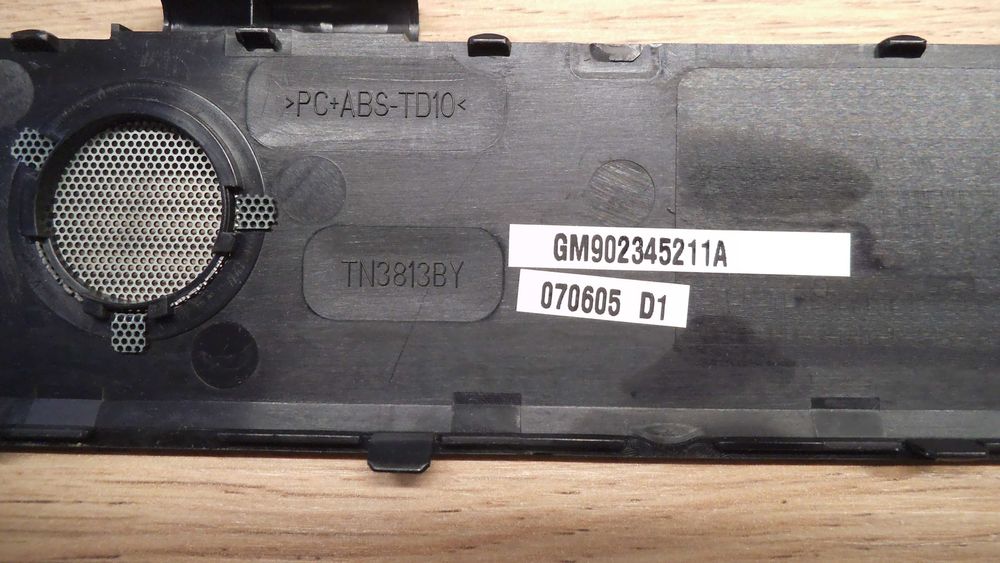 >PC+ABS-TD10<
GM902345211A
TN3813BY
070605 D1